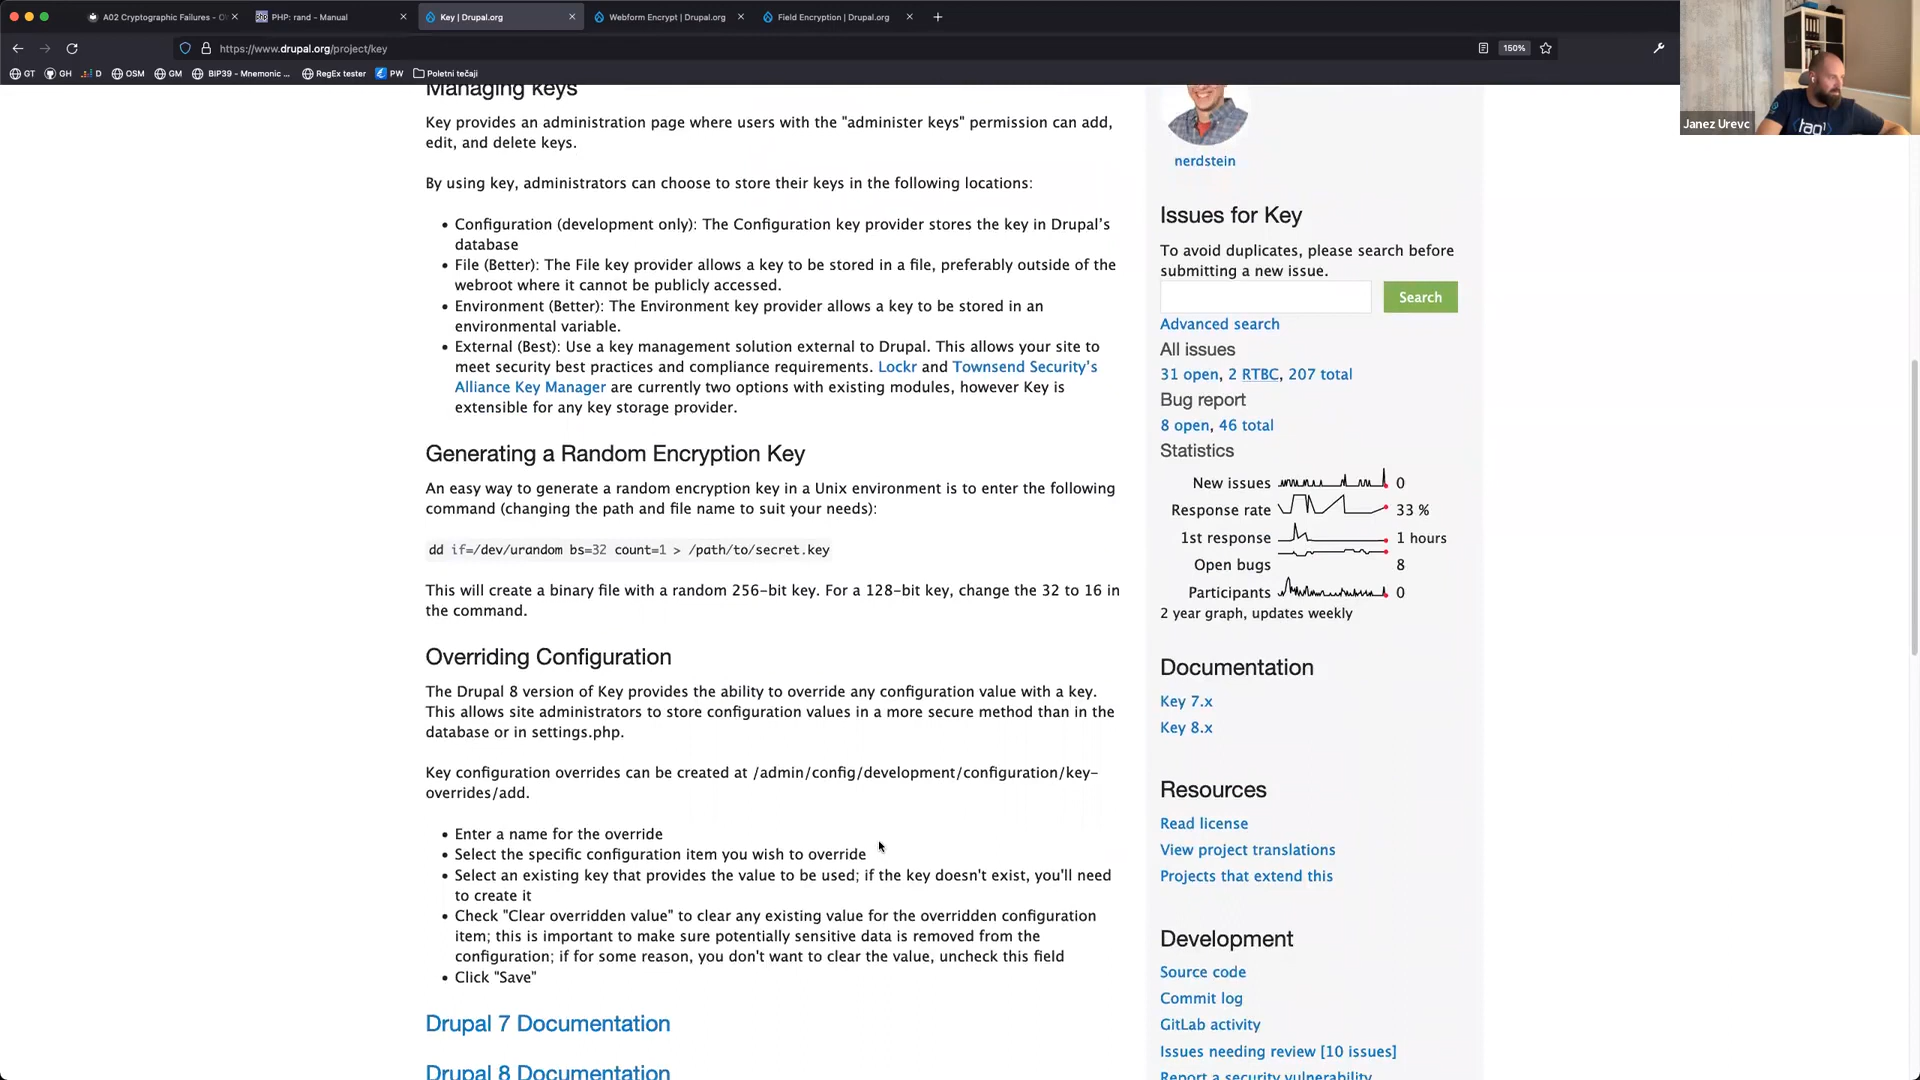 A02 Cryptographic Failures - O
PHP: rand - Manual
Key | Drupal.org
Webform Encrypt | Drupal.org
Field Encryption | Drupal.org
https://www.drupal.org/project/key
150%
GT
GH
D
OSM
GM
BIP39 - Mnemonic ...
RegEx tester
PW
Poletni tečaji
Janez Urevc
Managing keys
Key provides an administration page where users with the "administer keys" permission can add,
edit, and delete keys.
By using key, administrators can choose to store their keys in the following locations:
• Configuration (development only): The Configuration key provider stores the key in Drupal's
database
• File (Better): The File key provider allows a key to be stored in a file, preferably outside of the
webroot where it cannot be publicly accessed.
• Environment (Better): The Environment key provider allows a key to be stored in an
environmental variable.
• External (Best): Use a key management solution external to Drupal. This allows your site to
meet security best practices and compliance requirements. Lockr and Townsend Security's
Alliance Key Manager are currently two options with existing modules, however Key is
extensible for any key storage provider.
Generating a Random Encryption Key
An easy way to generate a random encryption key in a Unix environment is to enter the following
command (changing the path and file name to suit your needs):
dd if=/dev/urandom bs=32 count=1 > /path/to/secret.key
This will create a binary file with a random 256-bit key. For a 128-bit key, change the 32 to 16 in
the command.
Overriding Configuration
The Drupal 8 version of Key provides the ability to override any configuration value with a key.
This allows site administrators to store configuration values in a more secure method than in the
database or in settings.php.
Key configuration overrides can be created at /admin/config/development/configuration/key-
overrides/add.
• Enter a name for the override
• Select the specific configuration item you wish to override
• Select an existing key that provides the value to be used; if the key doesn't exist, you'll need
to create it
• Check "Clear overridden value" to clear any existing value for the overridden configuration
item; this is important to make sure potentially sensitive data is removed from the
configuration; if for some reason, you don't want to clear the value, uncheck this field
• Click "Save"
Drupal 7 Documentation
Drupal 8 Documentation
nerdstein
Issues for Key
To avoid duplicates, please search before
submitting a new issue.
Search
Advanced search
All issues
31 open, 2 RTBC, 207 total
Bug report
8 open, 46 total
Statistics
New issues 0
Response rate 33 %
1st response 1 hours
Open bugs 8
Participants 0
2 year graph, updates weekly
Documentation
Key 7.x
Key 8.x
Resources
Read license
View project translations
Projects that extend this
Development
Source code
Commit log
GitLab activity
Issues needing review [10 issues]
Report a security vulnerability